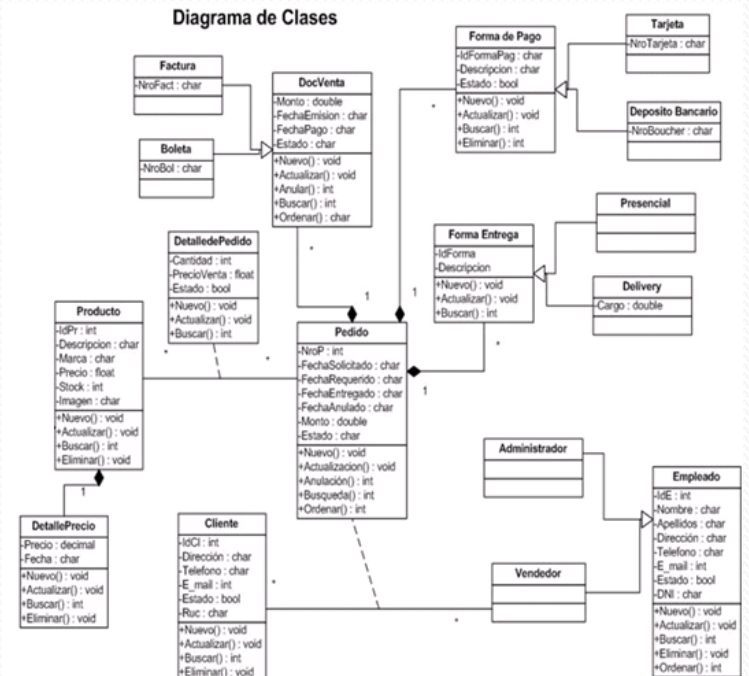 Diagrama de Clases
Factura
-NroFact : char
Boleta
-NroBol : char
DocVenta
-Monto : double
-FechaEmision : char
-FechaPago : char
-Estado : char
+Nuevo() : void
+Actualizar() : void
+Anular() : int
+Buscar() : int
+Ordenar() : char
Forma de Pago
-IdFormaPag : char
-Descripcion : char
-Estado : bool
+Nuevo() : void
+Actualizar() : void
+Buscar() : int
+Eliminar() : int
Tarjeta
-NroTarjeta : char
Deposito Bancario
-NroBoucher : char
DetalledePedido
-Cantidad : int
-PrecioVenta : float
-Estado : bool
+Nuevo() : void
+Actualizar() : void
+Buscar() : int
Forma Entrega
-IdForma
-Descripcion
+Nuevo() : void
+Actualizar() : void
+Buscar() : int
Presencial
Delivery
-Cargo : double
Producto
-IdPr : int
-Descripcion : char
-Marca : char
-Precio : float
-Stock : int
-Imagen : char
+Nuevo() : void
+Actualizar() : void
+Buscar() : int
+Eliminar() : void
Pedido
-NroP : int
-FechaSolicitado : char
-FechaRequerido : char
-FechaEntregado : char
-FechaAnulado : char
-Monto : double
-Estado : char
+Nuevo() : void
+Actualizacion() : void
+Anulación() : int
+Busqueda() : int
+Ordenar() : int
*
1
*
1
*
1
*
*
1
DetallePrecio
-Precio : decimal
-Fecha : char
+Nuevo() : void
+Actualizar() : void
+Buscar() : int
+Eliminar() : void
Cliente
-IdCl : int
-Dirección : char
-Telefono : char
-E_mail : int
-Estado : bool
-Ruc : char
+Nuevo() : void
+Actualizar() : void
+Buscar() : int
+Eliminar() : void
*
*
Administrador
Vendedor
Empleado
-IdE : int
-Nombre : char
-Apellidos : char
-Dirección : char
-Telefono : char
-E_mail : int
-Estado : bool
-DNI : char
+Nuevo() : void
+Actualizar() : void
+Buscar() : int
+Eliminar() : void
+Ordenar() : int